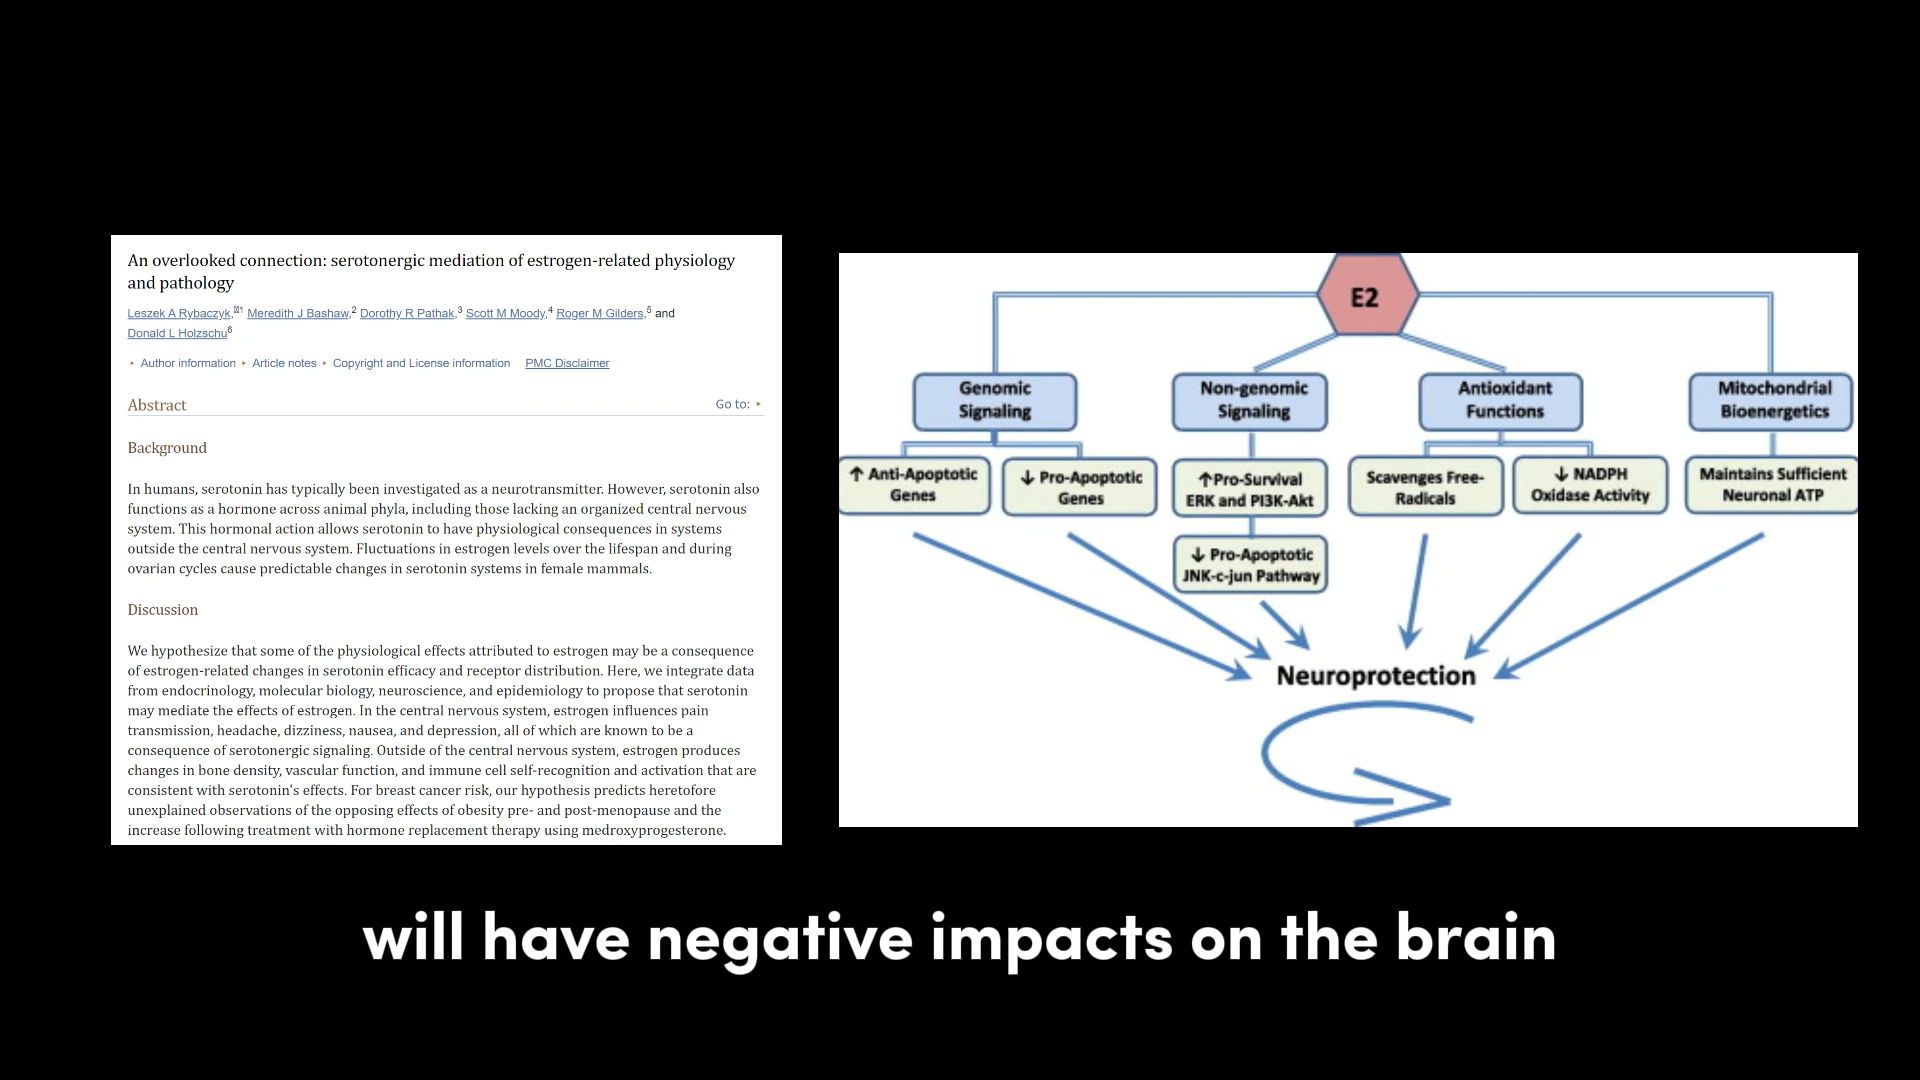 An overlooked connection: serotonergic mediation of estrogen-related physiology
and pathology
Leszek A Rybaczyk,✉1 Meredith J Bashaw,2 Dorothy R Pathak,3 Scott M Moody,4 Roger M Gilders,5 and
Donald L Holzschu6
▸ Author information ▸ Article notes ▸ Copyright and License information PMC Disclaimer
Abstract
Go to: ▸
Background
In humans, serotonin has typically been investigated as a neurotransmitter. However, serotonin also
functions as a hormone across animal phyla, including those lacking an organized central nervous
system. This hormonal action allows serotonin to have physiological consequences in systems
outside the central nervous system. Fluctuations in estrogen levels over the lifespan and during
ovarian cycles cause predictable changes in serotonin systems in female mammals.
Discussion
We hypothesize that some of the physiological effects attributed to estrogen may be a consequence
of estrogen-related changes in serotonin efficacy and receptor distribution. Here, we integrate data
from endocrinology, molecular biology, neuroscience, and epidemiology to propose that serotonin
may mediate the effects of estrogen. In the central nervous system, estrogen influences pain
transmission, headache, dizziness, nausea, and depression, all of which are known to be a
consequence of serotonergic signaling. Outside of the central nervous system, estrogen produces
changes in bone density, vascular function, and immune cell self-recognition and activation that are
consistent with serotonin's effects. For breast cancer risk, our hypothesis predicts heretofore
unexplained observations of the opposing effects of obesity pre- and post-menopause and the
increase following treatment with hormone replacement therapy using medroxyprogesterone.
E2
Genomic
Signaling
Non-genomic
Signaling
Antioxidant
Functions
Mitochondrial
Bioenergetics
↑ Anti-Apoptotic
Genes
↓ Pro-Apoptotic
Genes
↑Pro-Survival
ERK and PI3K-Akt
Scavenges Free-
Radicals
↓ NADPH
Oxidase Activity
Maintains Sufficient
Neuronal ATP
↓ Pro-Apoptotic
JNK-c-jun Pathway
Neuroprotection
will have negative impacts on the brain